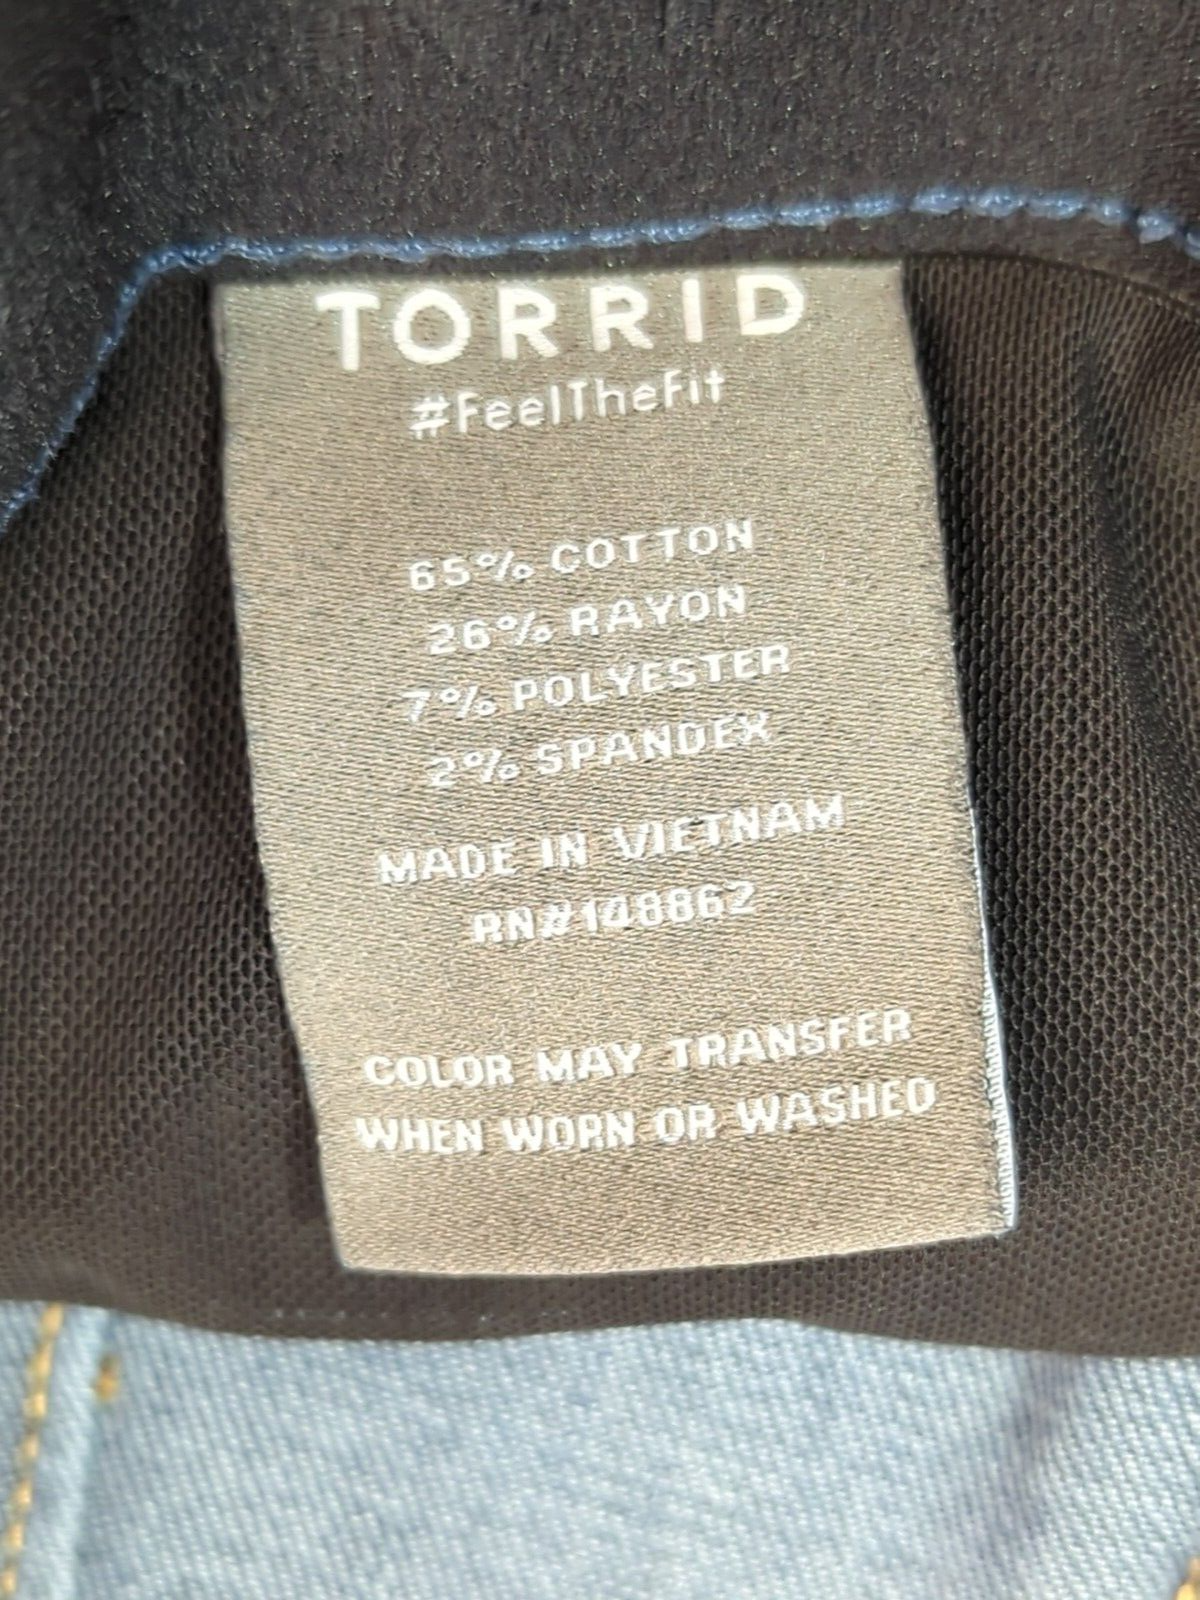 TORRID
#FeelTheFit
65% COTTON
26% RAYON
7% POLYESTER
2% SPANDEX
MADE IN VIETNAM
RN#148862
COLOR MAY TRANSFER
WHEN WORN OR WASHED